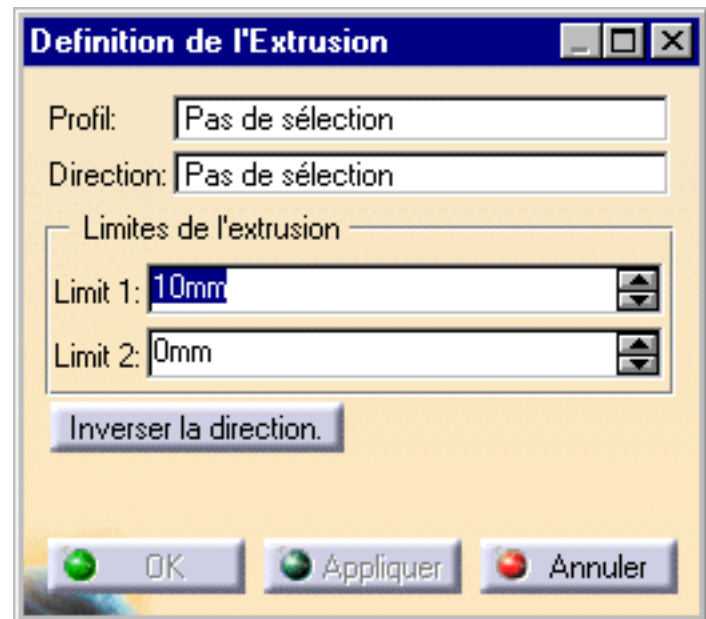 Definition de l'Extrusion
Profil: Pas de sélection
Direction: Pas de sélection
Limites de l'extrusion
Limit 1: 10mm
Limit 2: 0mm
Inverser la direction.
OK Appliquer Annuler